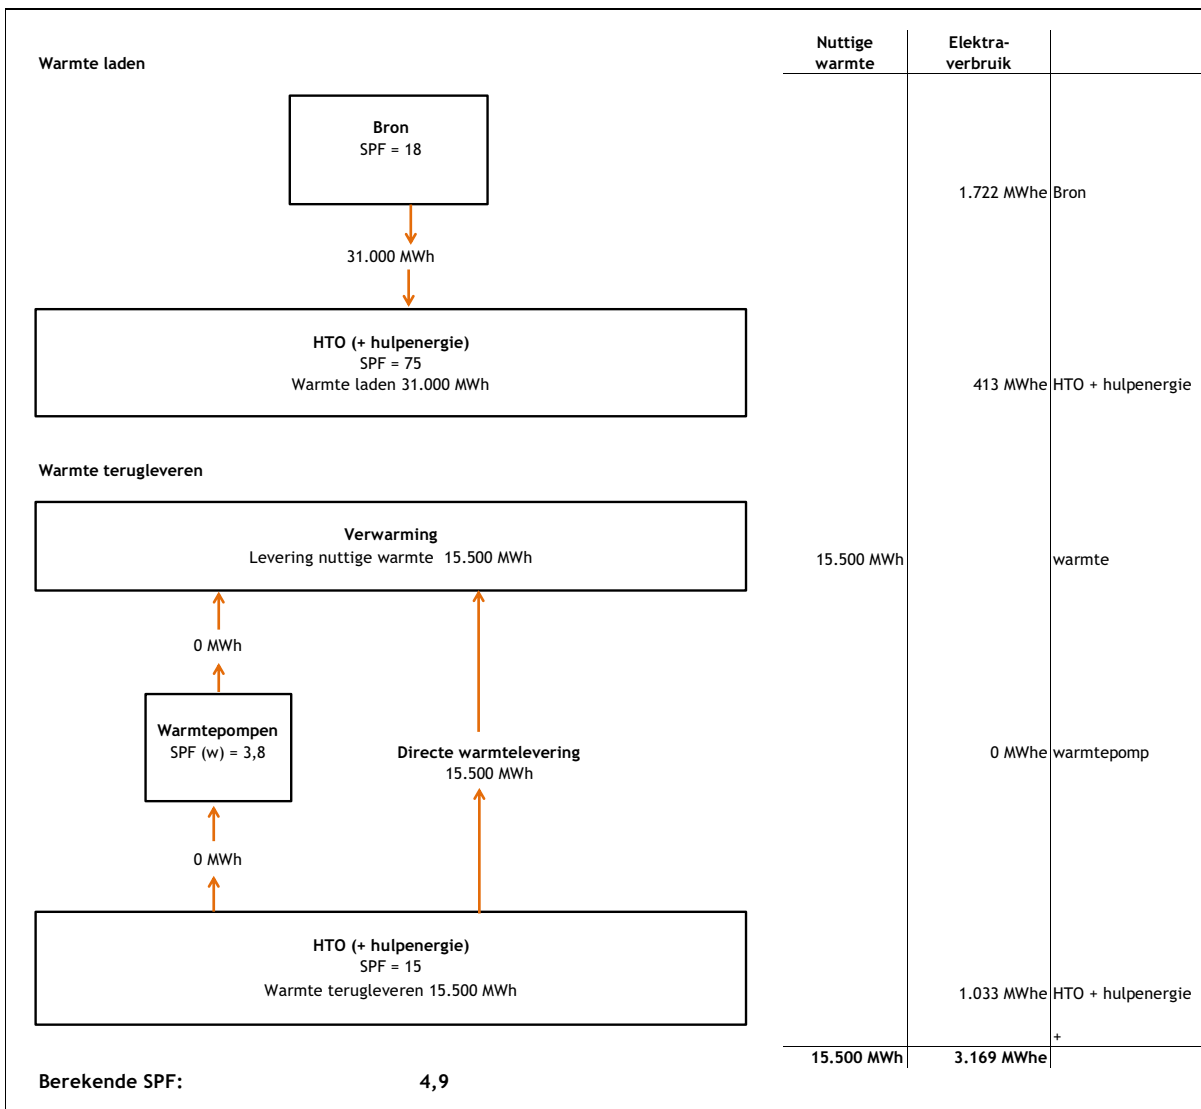 Nuttige warmte
Elektra-verbruik
Warmte laden
Bron
SPF = 18
1.722 MWhe Bron
31.000 MWh
HTO (+ hulpenergie)
SPF = 75
Warmte laden 31.000 MWh
413 MWhe HTO + hulpenergie
Warmte terugleveren
Verwarming
Levering nuttige warmte 15.500 MWh
15.500 MWh
warmte
0 MWh
Warmtepompen
SPF (w) = 3,8
Directe warmtelevering
15.500 MWh
0 MWhe warmtepomp
0 MWh
HTO (+ hulpenergie)
SPF = 15
Warmte terugleveren 15.500 MWh
1.033 MWhe HTO + hulpenergie
+
15.500 MWh
3.169 MWhe
Berekende SPF: 4,9